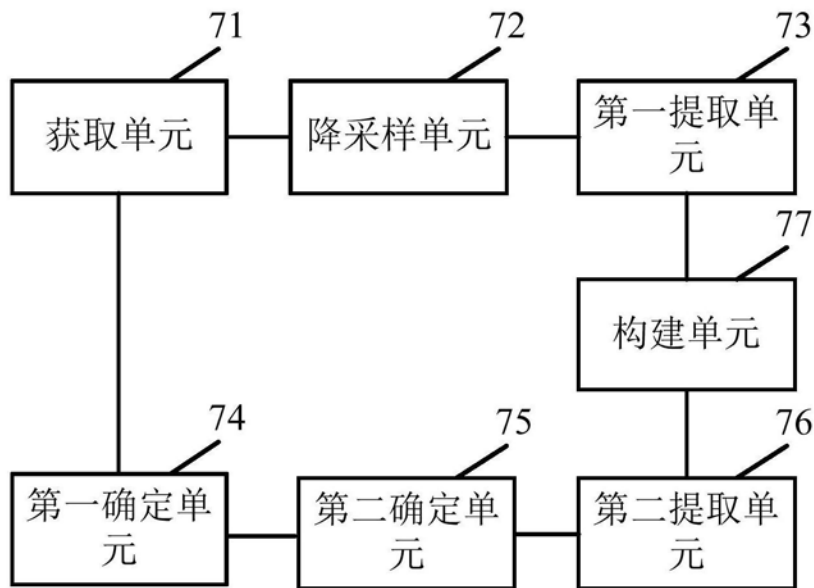 71
72
73
获取单元
降采样单元
第一提取单
元
77
构建单元
74
75
76
第一确定单
元
第二确定单
元
第二提取单
元